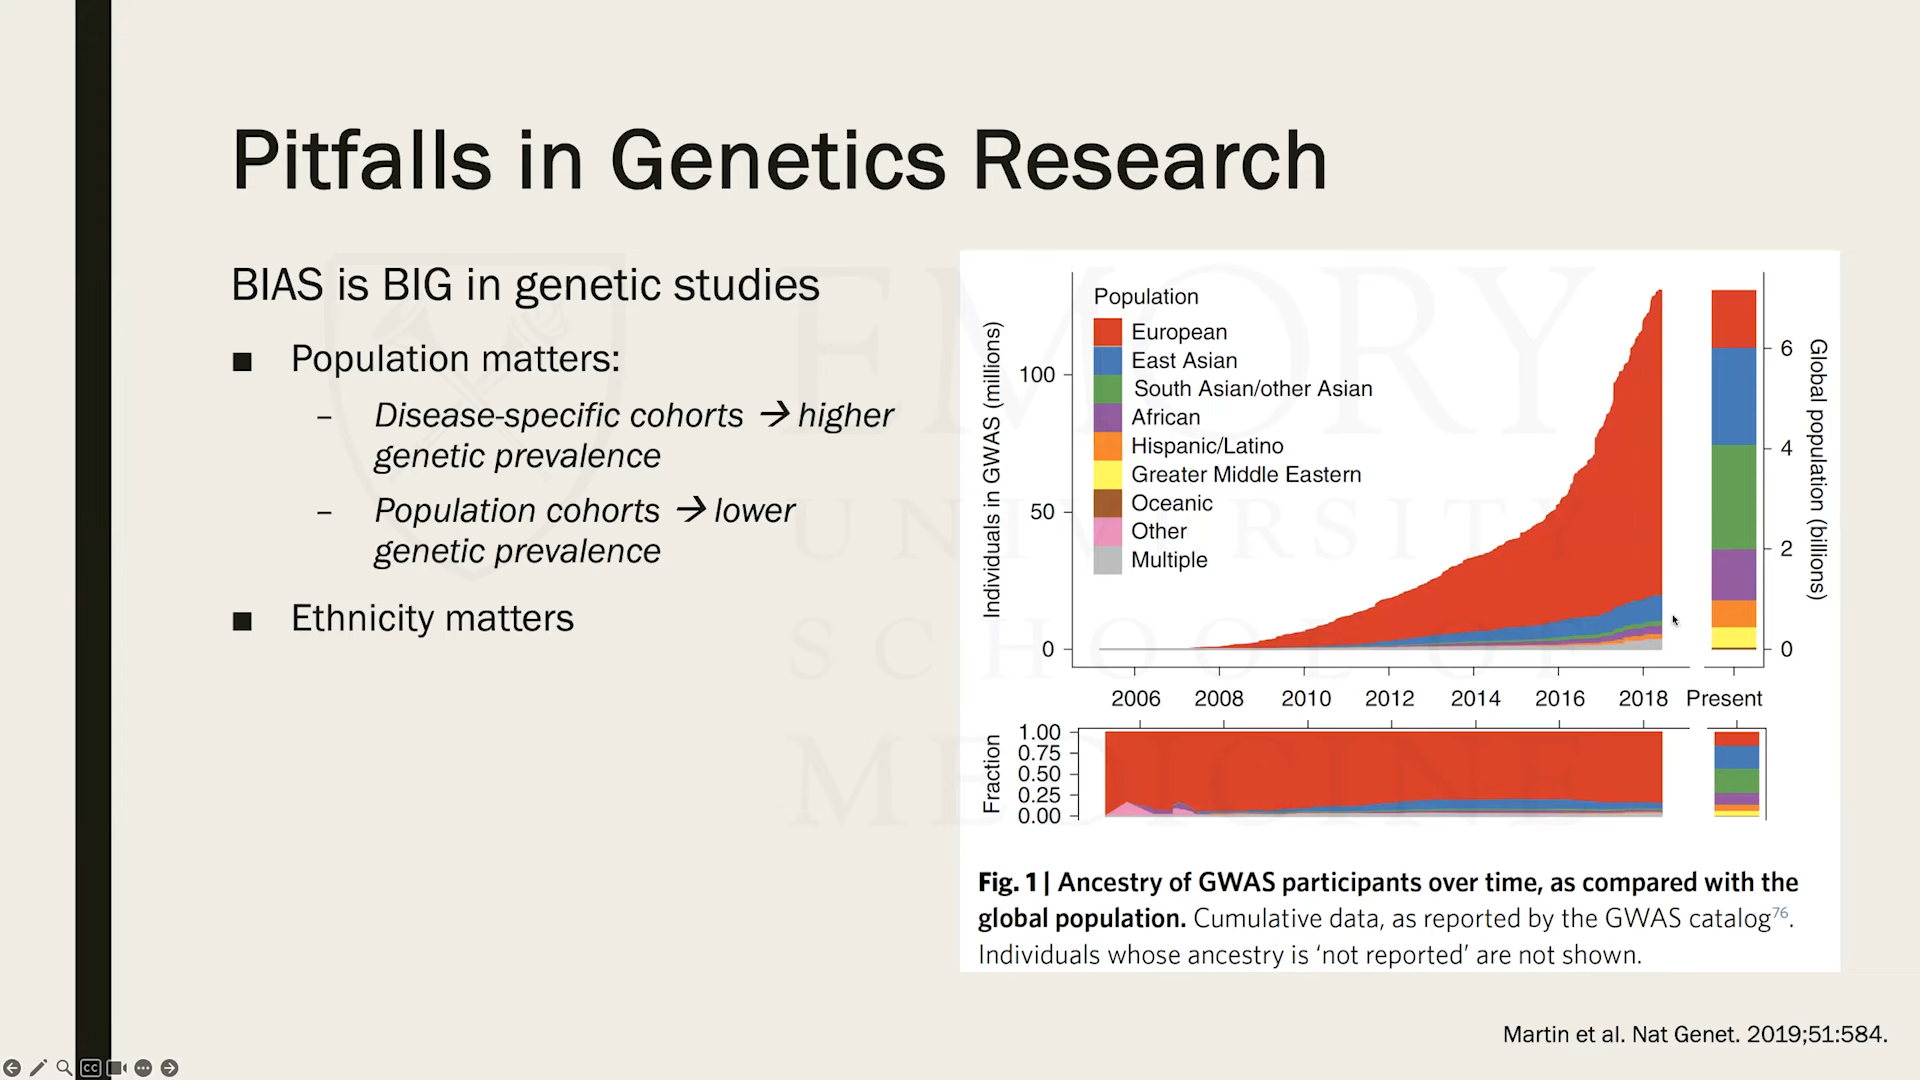 Pitfalls in Genetics Research
BIAS is BIG in genetic studies
■ Population matters:
– Disease-specific cohorts → higher
genetic prevalence
– Population cohorts → lower
genetic prevalence
■ Ethnicity matters
EMORY
UNIVERSITY
SCHOOL OF
MEDICINE
Population
European
East Asian
South Asian/other Asian
African
Hispanic/Latino
Greater Middle Eastern
Oceanic
Other
Multiple
Individuals in GWAS (millions)
100
50
0
Global population (billions)
6
4
2
0
2006 2008 2010 2012 2014 2016 2018 Present
Fraction
1.00
0.75
0.50
0.25
0.00
Fig. 1 | Ancestry of GWAS participants over time, as compared with the
global population. Cumulative data, as reported by the GWAS catalog76.
Individuals whose ancestry is ‘not reported’ are not shown.
Martin et al. Nat Genet. 2019;51:584.
CC